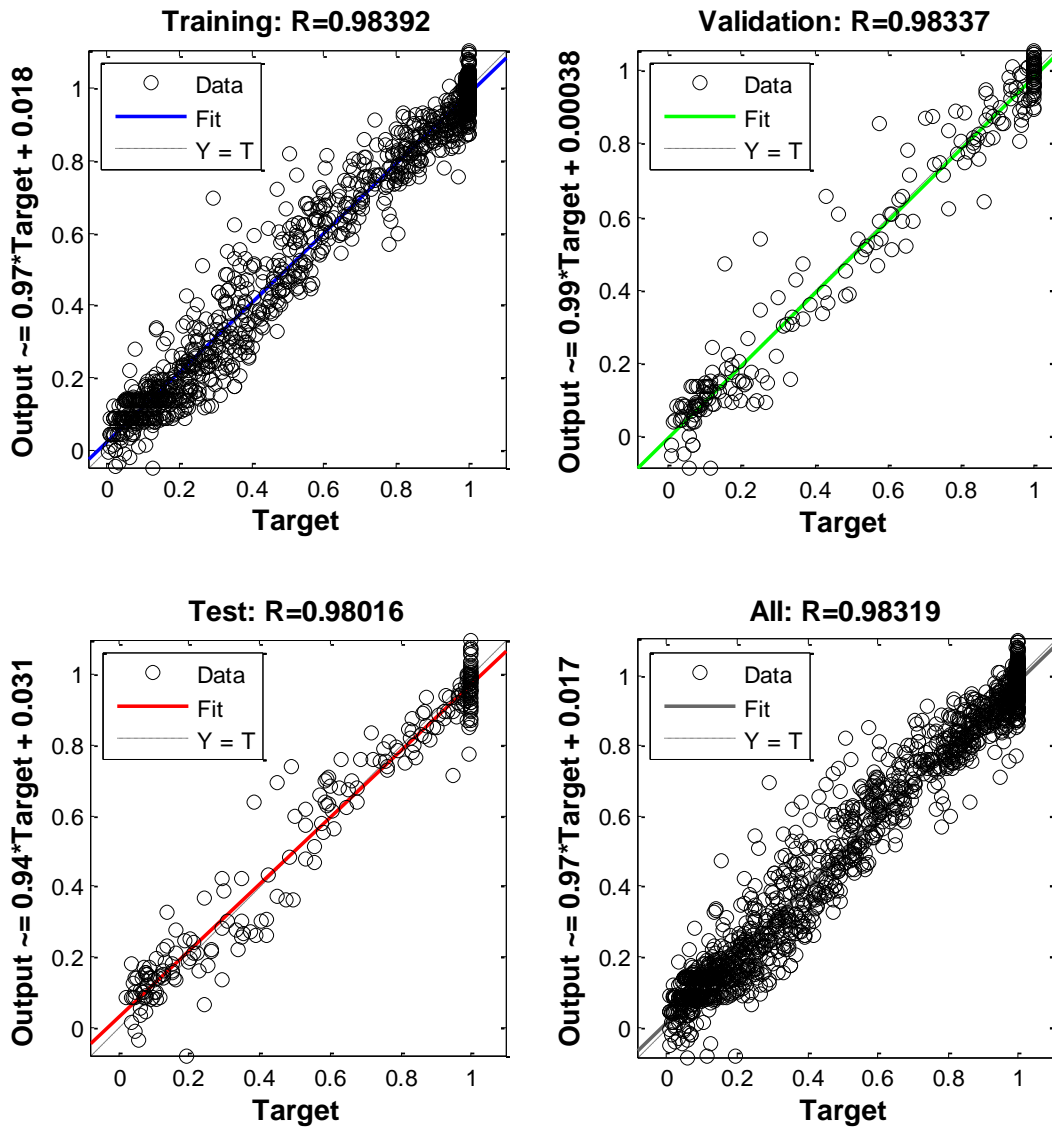 Training: R=0.98392
Output ~= 0.97*Target + 0.018
Data
Fit
Y = T
1
0.8
0.6
0.4
0.2
0
0 0.2 0.4 0.6 0.8 1
Target
Validation: R=0.98337
Output ~= 0.99*Target + 0.00038
Data
Fit
Y = T
1
0.8
0.6
0.4
0.2
0
0 0.2 0.4 0.6 0.8 1
Target
Test: R=0.98016
Output ~= 0.94*Target + 0.031
Data
Fit
Y = T
1
0.8
0.6
0.4
0.2
0
0 0.2 0.4 0.6 0.8 1
Target
All: R=0.98319
Output ~= 0.97*Target + 0.017
Data
Fit
Y = T
1
0.8
0.6
0.4
0.2
0
0 0.2 0.4 0.6 0.8 1
Target